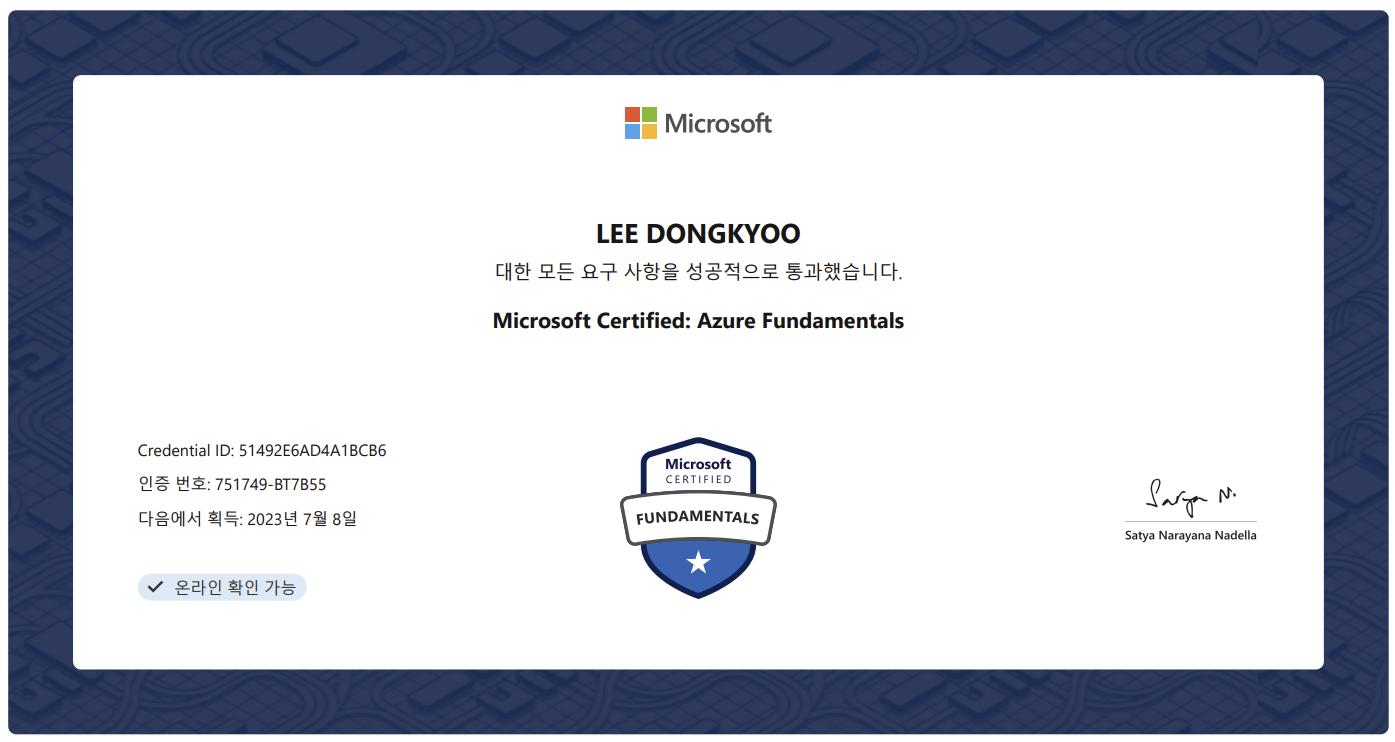 Microsoft
LEE DONGKYOO
대한 모든 요구 사항을 성공적으로 통과했습니다.
Microsoft Certified: Azure Fundamentals
Credential ID: 51492E6AD4A1BCB6
인증 번호: 751749-BT7B55
다음에서 획득: 2023년 7월 8일
온라인 확인 가능
Microsoft
CERTIFIED
FUNDAMENTALS
Satya N.
Satya Narayana Nadella